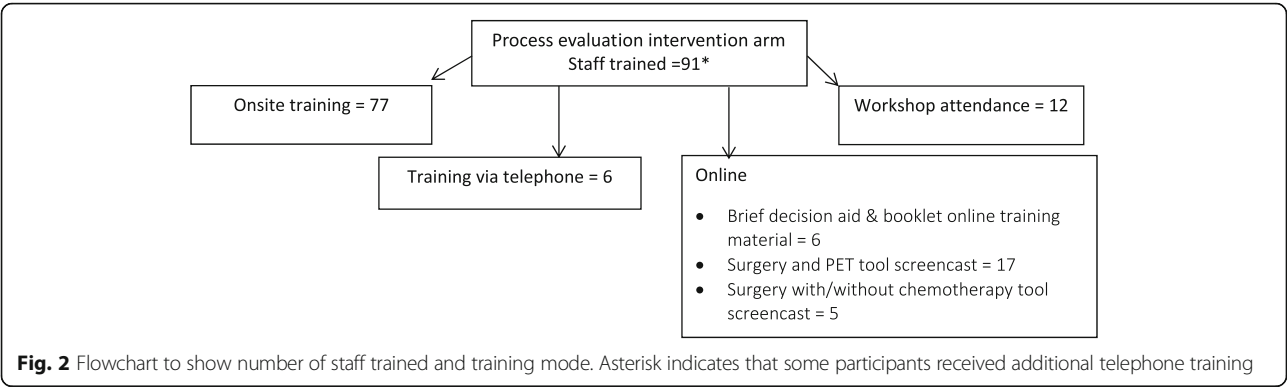 Process evaluation intervention arm
Staff trained =91*
Onsite training = 77
Workshop attendance = 12
Training via telephone = 6
Online
• Brief decision aid & booklet online training
material = 6
• Surgery and PET tool screencast = 17
• Surgery with/without chemotherapy tool
screencast = 5
Fig. 2 Flowchart to show number of staff trained and training mode. Asterisk indicates that some participants received additional telephone training